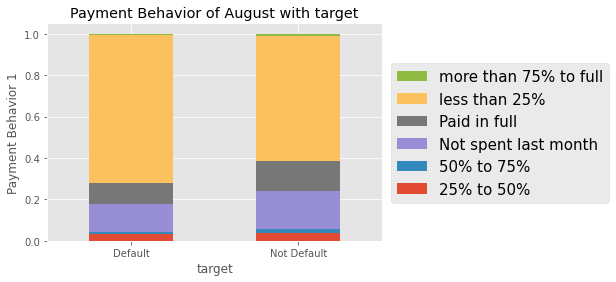 Payment Behavior of August with target
Payment Behavior 1
1.0
0.8
0.6
0.4
0.2
0.0
Default
Not Default
target
more than 75% to full
less than 25%
Paid in full
Not spent last month
50% to 75%
25% to 50%